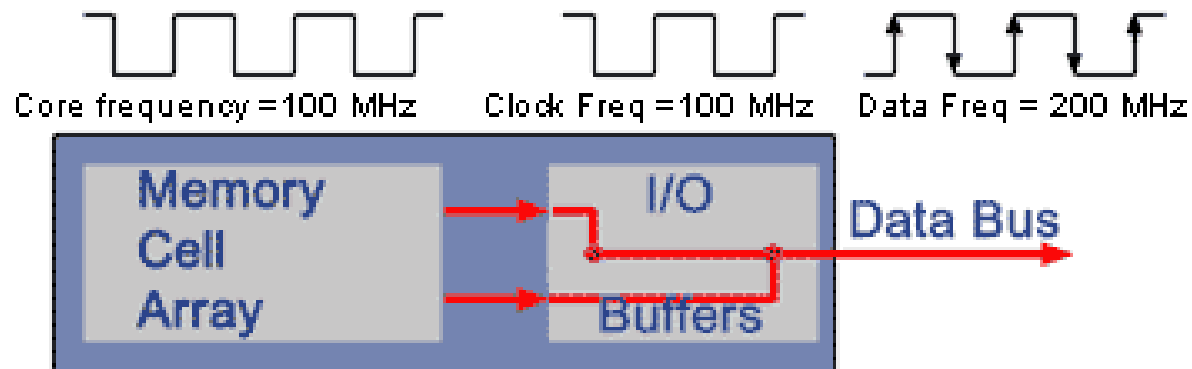 Core frequency =100 MHz
Clock Freq =100 MHz
Data Freq = 200 MHz
Memory
Cell
Array
I/O
Buffers
Data Bus